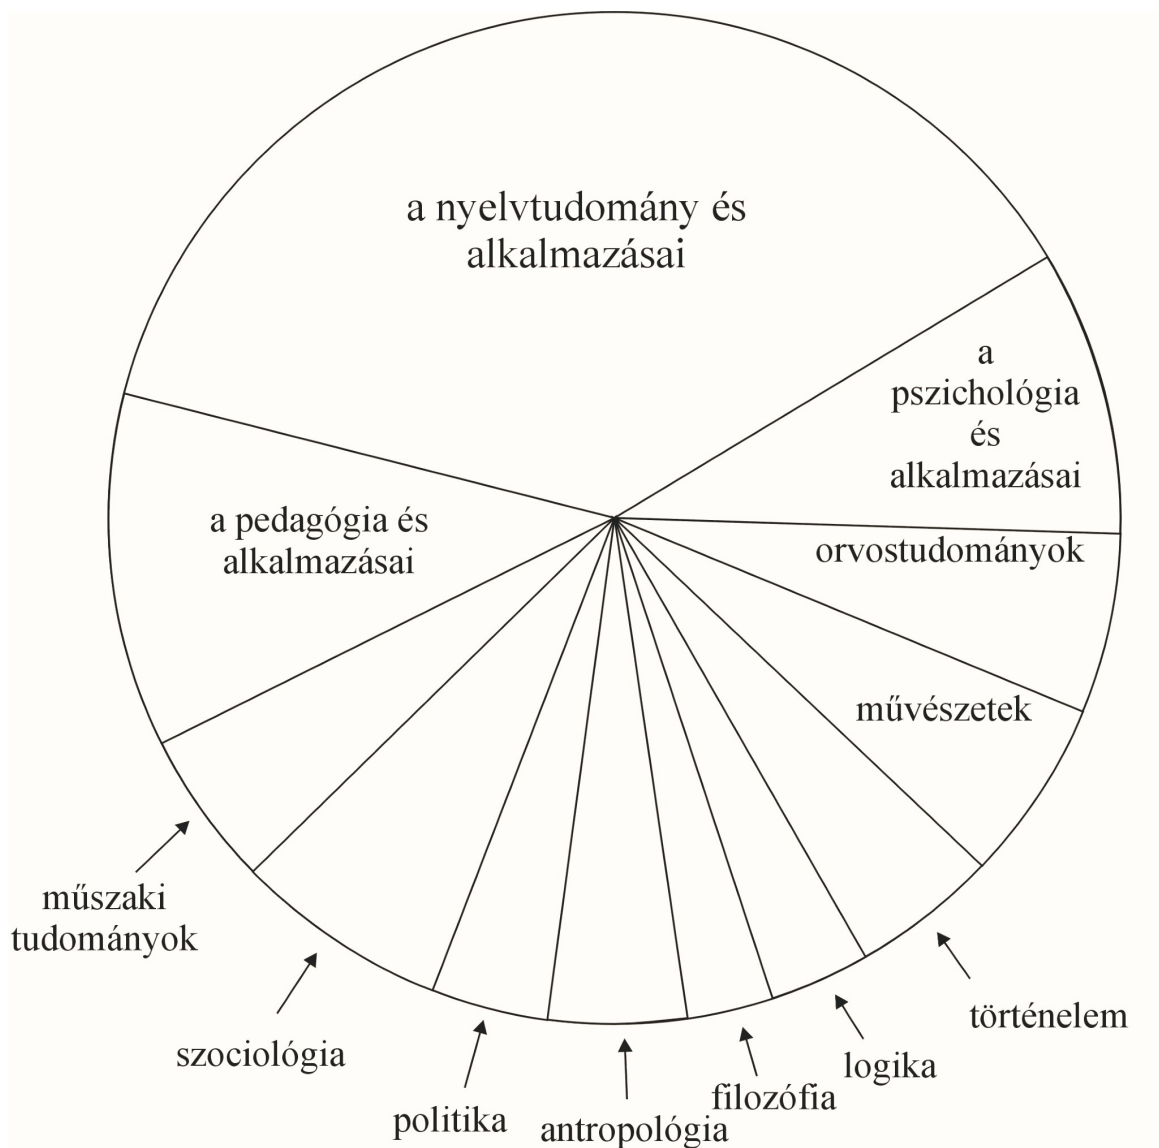 a nyelvtudomány és
alkalmazásai
a
pszichológia
és
alkalmazásai
a pedagógia és
alkalmazásai
orvostudományok
művészetek
műszaki
tudományok
szociológia
politika
antropológia
filozófia
logika
történelem